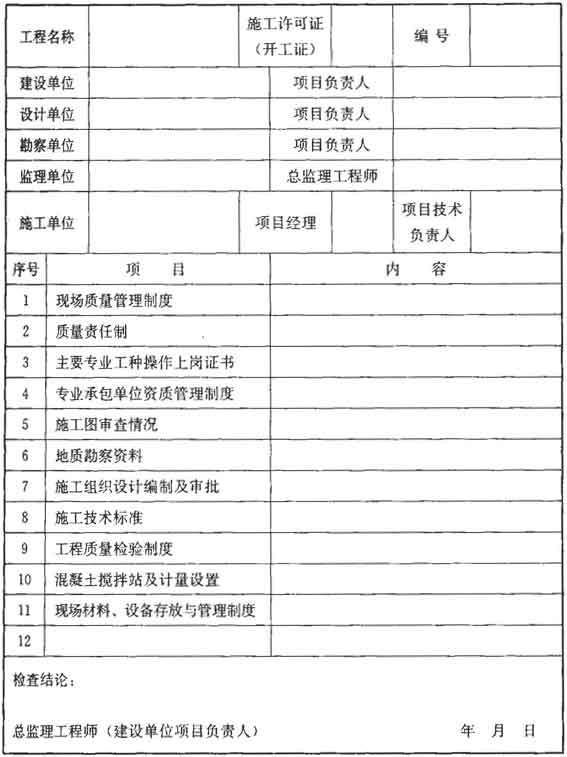 工程名称 施工许可证（开工证） 编号
建设单位 项目负责人
设计单位 项目负责人
勘察单位 项目负责人
监理单位 总监理工程师
施工单位 项目经理 项目技术负责人
序号 项目 内容
1 现场质量管理制度
2 质量责任制
3 主要专业工种操作上岗证书
4 专业承包单位资质管理制度
5 施工图审查情况
6 地质勘察资料
7 施工组织设计编制及审批
8 施工技术标准
9 工程质量检验制度
10 混凝土搅拌站及计量设置
11 现场材料、设备存放与管理制度
12
检查结论：
总监理工程师（建设单位项目负责人） 年 月 日